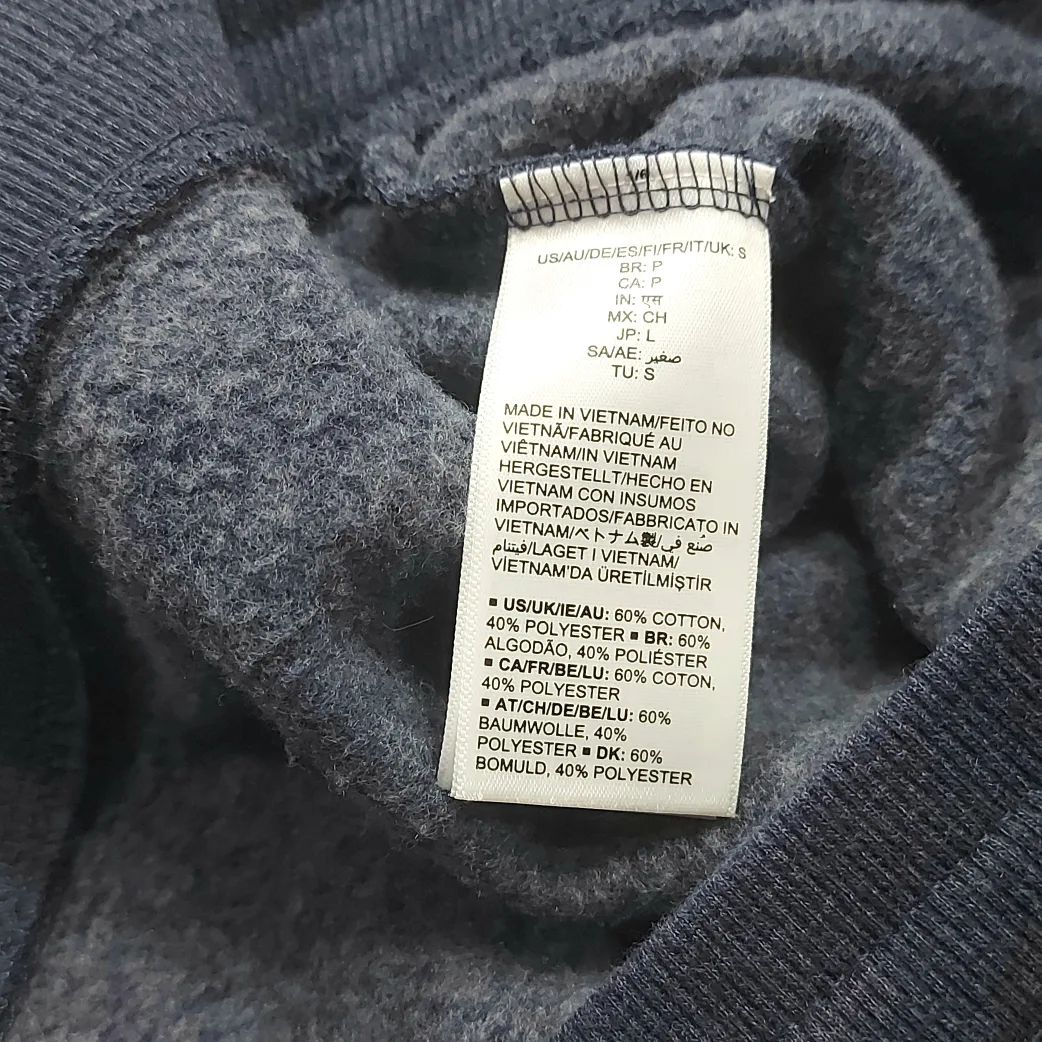 US/AU/DE/ES/FI/FR/IT/UK: S
BR: P
CA: P
IN: एस
MX: CH
JP: L
SA/AE: صغير
TU: S
MADE IN VIETNAM/FEITO NO
VIETNÃ/FABRIQUÉ AU
VIÊTNAM/IN VIETNAM
HERGESTELLT/HECHO EN
VIETNAM CON INSUMOS
IMPORTADOS/FABBRICATO IN
VIETNAM/ベトナム製/صُنع في
فيتنام/LAGET I VIETNAM/
VİETNAM'DA ÜRETİLMİŞTİR
▪ US/UK/IE/AU: 60% COTTON,
40% POLYESTER ▪ BR: 60%
ALGODÃO, 40% POLIÉSTER
▪ CA/FR/BE/LU: 60% COTON,
40% POLYESTER
▪ AT/CH/DE/BE/LU: 60%
BAUMWOLLE, 40%
POLYESTER ▪ DK: 60%
BOMULD, 40% POLYESTER